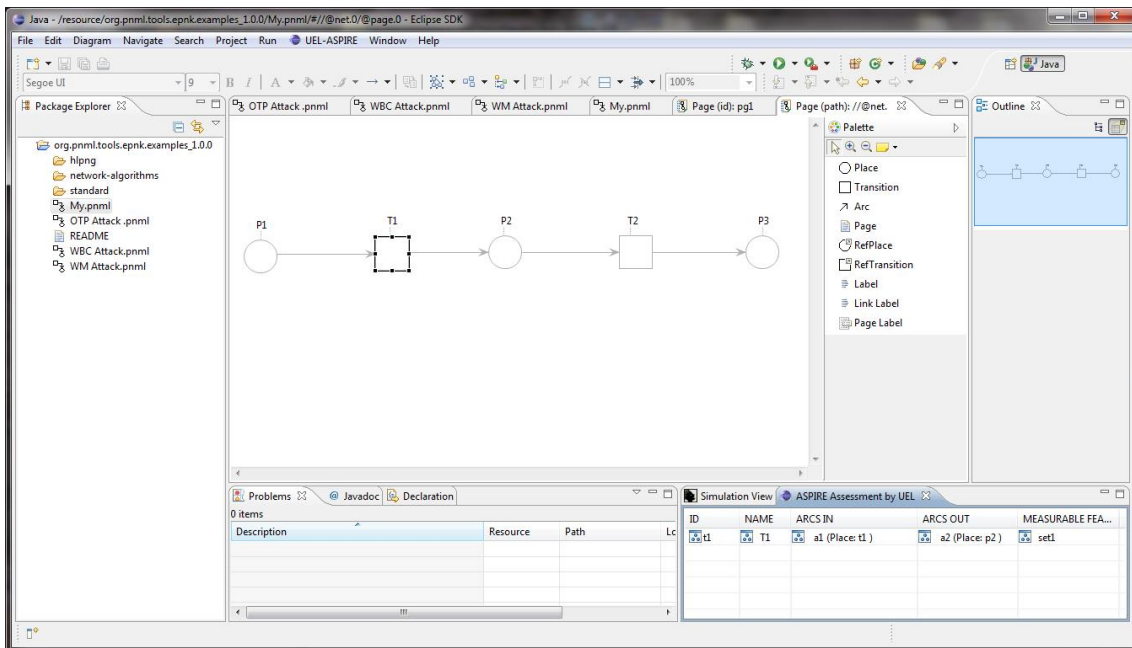 Java - /resource/org.pnml.tools.epnk.examples_1.0.0/My.pnml/#//@net.0/@page.0 - Eclipse SDK
File Edit Diagram Navigate Search Project Run UEL-ASPIRE Window Help
Java
Segoe UI 9 B I A 100%
Package Explorer
OTP Attack .pnml WBC Attack.pnml WM Attack.pnml My.pnml Page (id): pg1 Page (path): //@net.
Outline
org.pnml.tools.epnk.examples_1.0.0
hlpng
network-algorithms
standard
My.pnml
OTP Attack .pnml
README
WBC Attack.pnml
WM Attack.pnml
P1 T1 P2 T2 P3
Palette
Place
Transition
Arc
Page
RefPlace
RefTransition
Label
Link Label
Page Label
Problems @ Javadoc Declaration
0 items
Description Resource Path Lc
Simulation View ASPIRE Assessment by UEL
ID NAME ARCS IN ARCS OUT MEASURABLE FEA...
t1 T1 a1 (Place: t1 ) a2 (Place: p2 ) set1